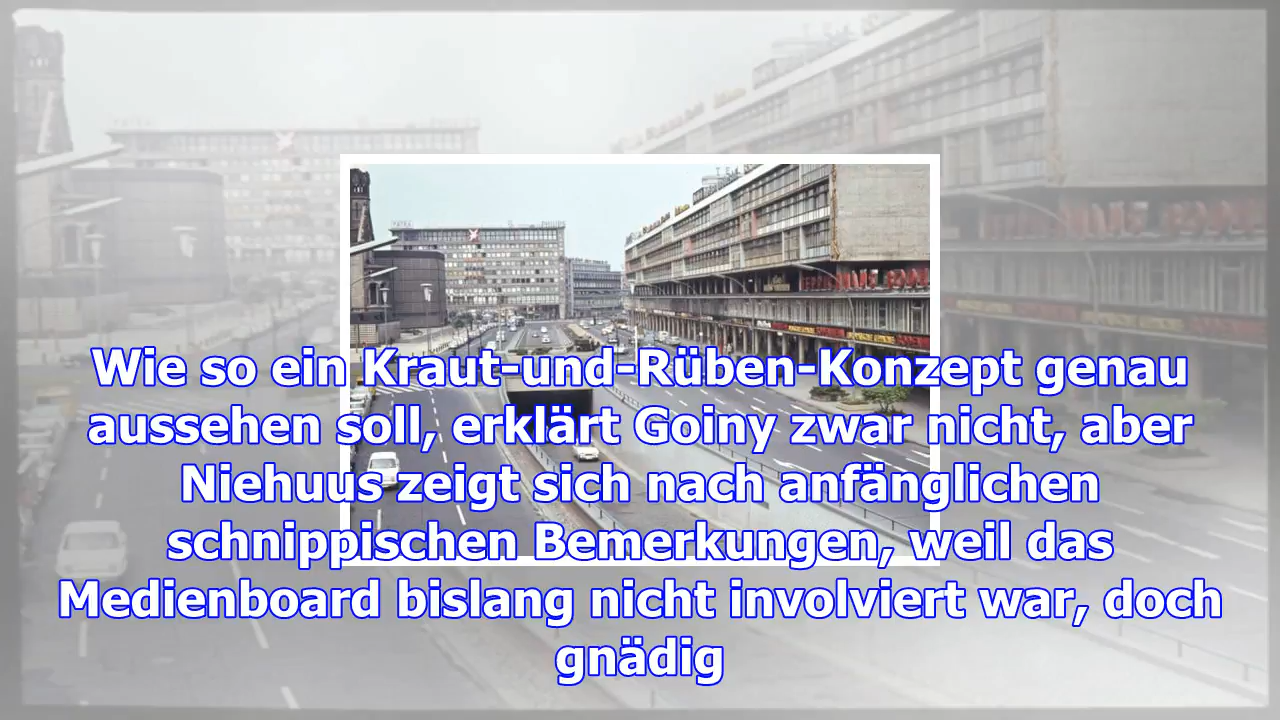 Wie so ein Kraut-und-Rüben-Konzept genau
aussehen soll, erklärt Goiny zwar nicht, aber
Niehuus zeigt sich nach anfänglichen
schnippischen Bemerkungen, weil das
Medienboard bislang nicht involviert war, doch
gnädig